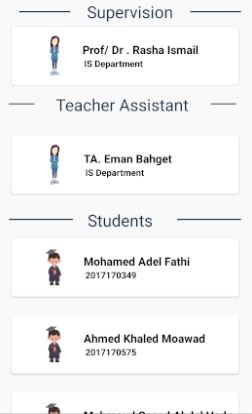 Supervision
Prof/ Dr . Rasha Ismail
IS Department
Teacher Assistant
TA. Eman Bahget
IS Department
Students
Mohamed Adel Fathi
2017170349
Ahmed Khaled Moawad
2017170575